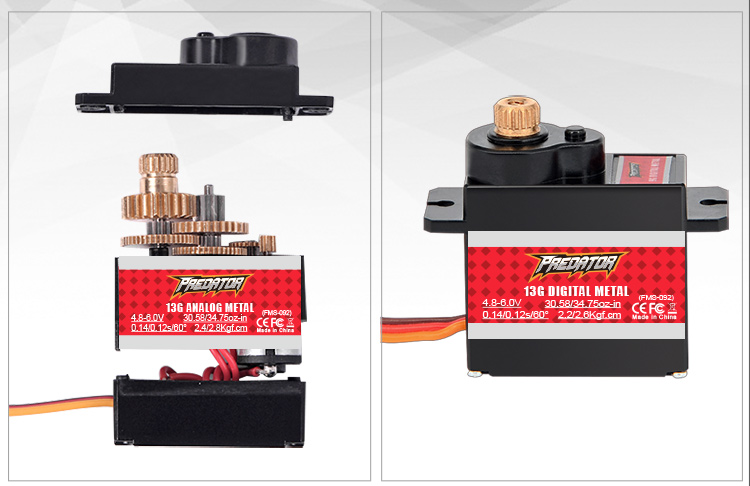 PREDATOR
13G ANALOG METAL
4.8-6.0V 30.58/34.75oz-in (FMS-092)
0.14/0.12s/60° 2.4/2.8Kgf.cm CE FC
Made in China
PREDATOR
13G DIGITAL METAL
4.8-6.0V 30.58/34.75oz-in (FMS-092)
0.14/0.12s/60° 2.2/2.6Kgf.cm CE FC
Made in China
PREDATOR